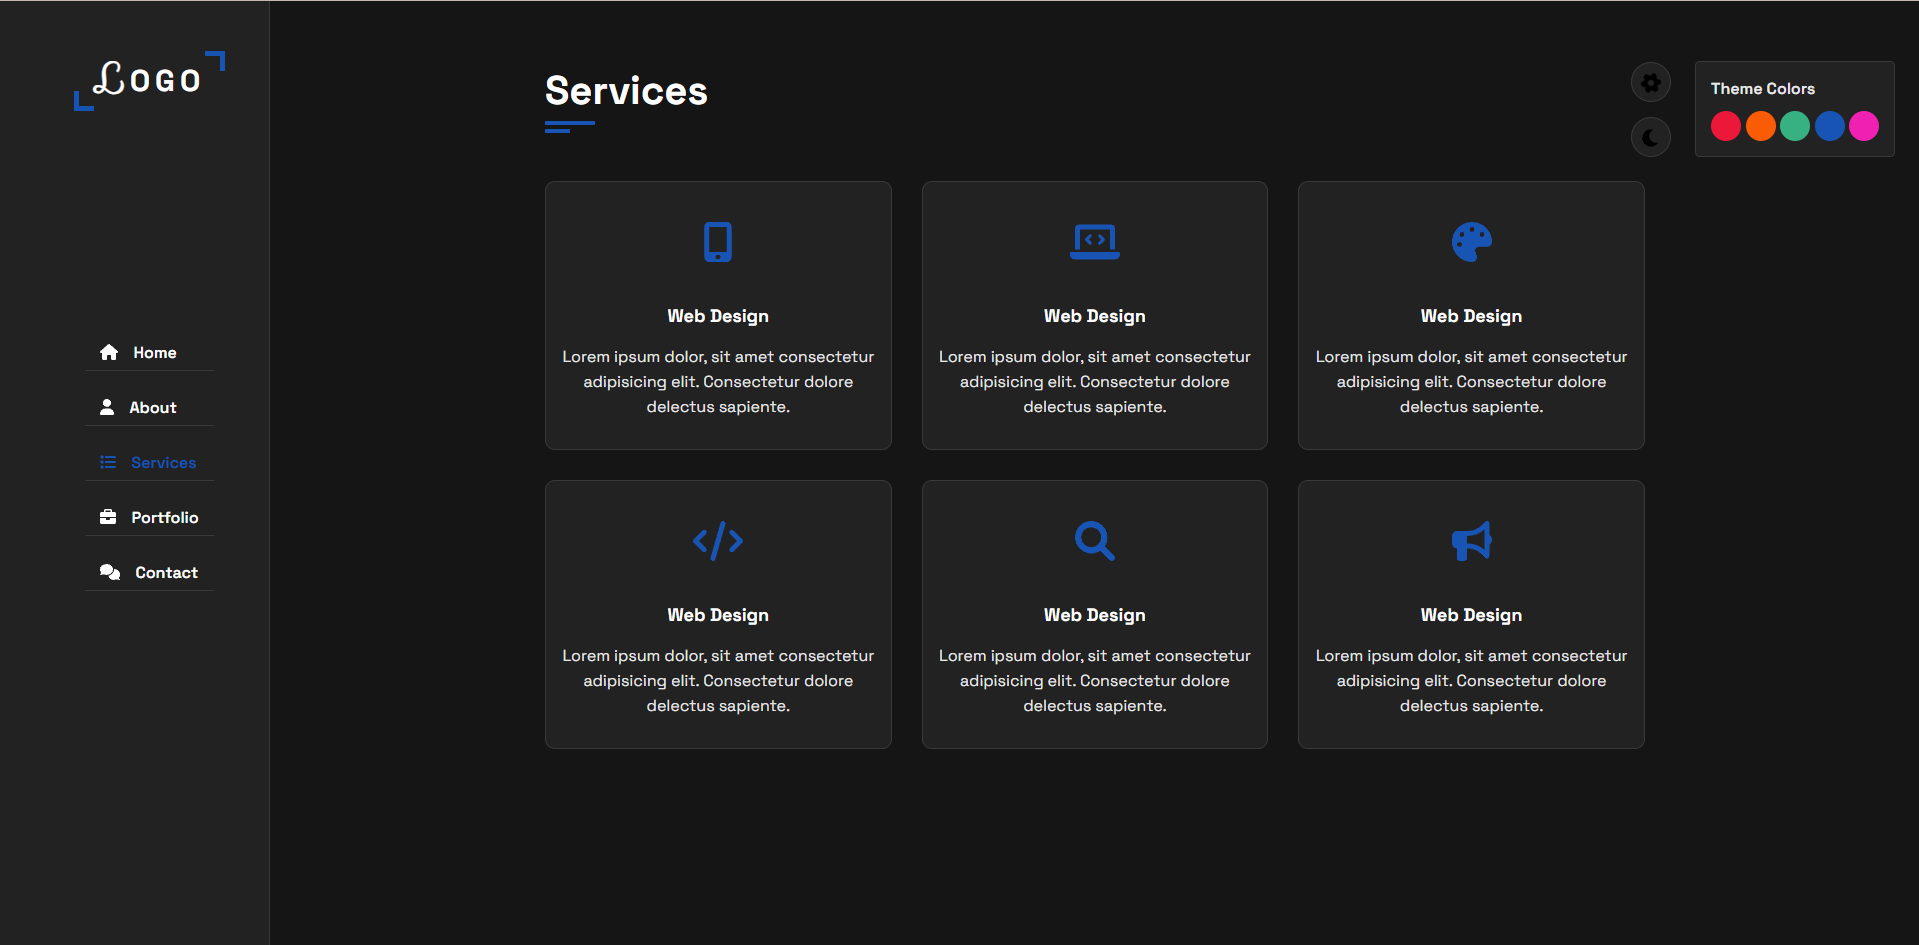 LOGO
Home
About
Services
Portfolio
Contact
Services
Theme Colors
Web Design
Lorem ipsum dolor, sit amet consectetur
adipisicing elit. Consectetur dolore
delectus sapiente.
Web Design
Lorem ipsum dolor, sit amet consectetur
adipisicing elit. Consectetur dolore
delectus sapiente.
Web Design
Lorem ipsum dolor, sit amet consectetur
adipisicing elit. Consectetur dolore
delectus sapiente.
Web Design
Lorem ipsum dolor, sit amet consectetur
adipisicing elit. Consectetur dolore
delectus sapiente.
Web Design
Lorem ipsum dolor, sit amet consectetur
adipisicing elit. Consectetur dolore
delectus sapiente.
Web Design
Lorem ipsum dolor, sit amet consectetur
adipisicing elit. Consectetur dolore
delectus sapiente.